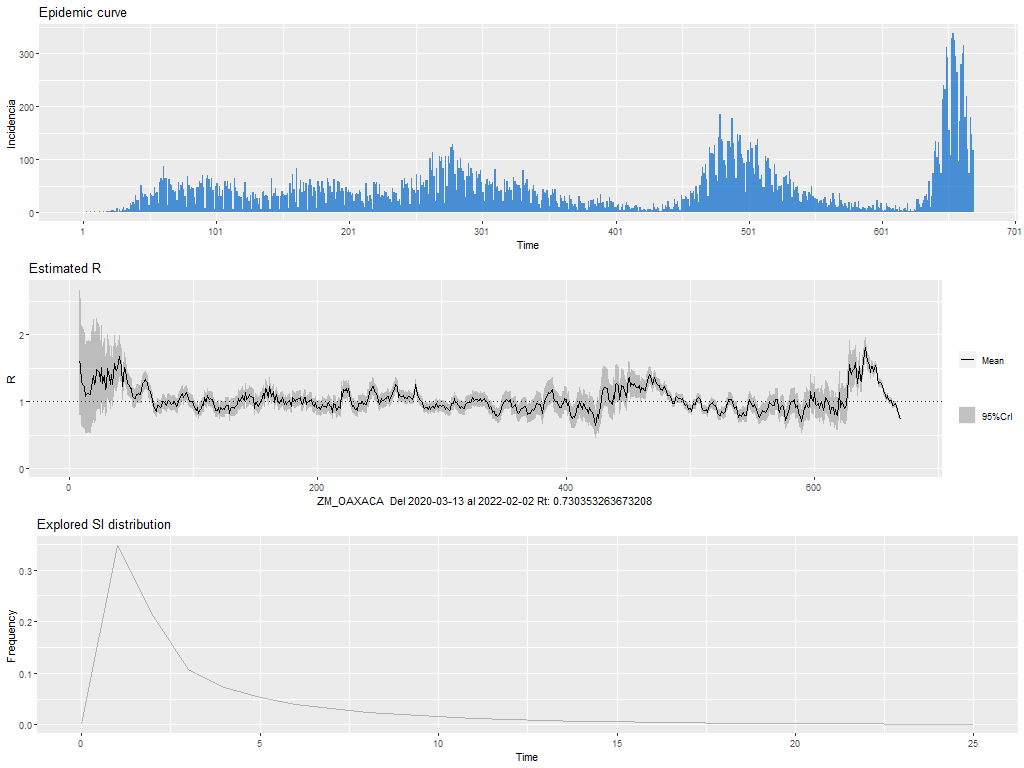 Epidemic curve
Incidencia
300
200
100
0
1 101 201 301 401 501 601 701
Time
Estimated R
R
2
1
0
Mean
95%CrI
0 200 400 600
ZM_OAXACA Del 2020-03-13 al 2022-02-02 Rt: 0.730353263673208
Explored SI distribution
Frequency
0.3
0.2
0.1
0.0
0 5 10 15 20 25
Time